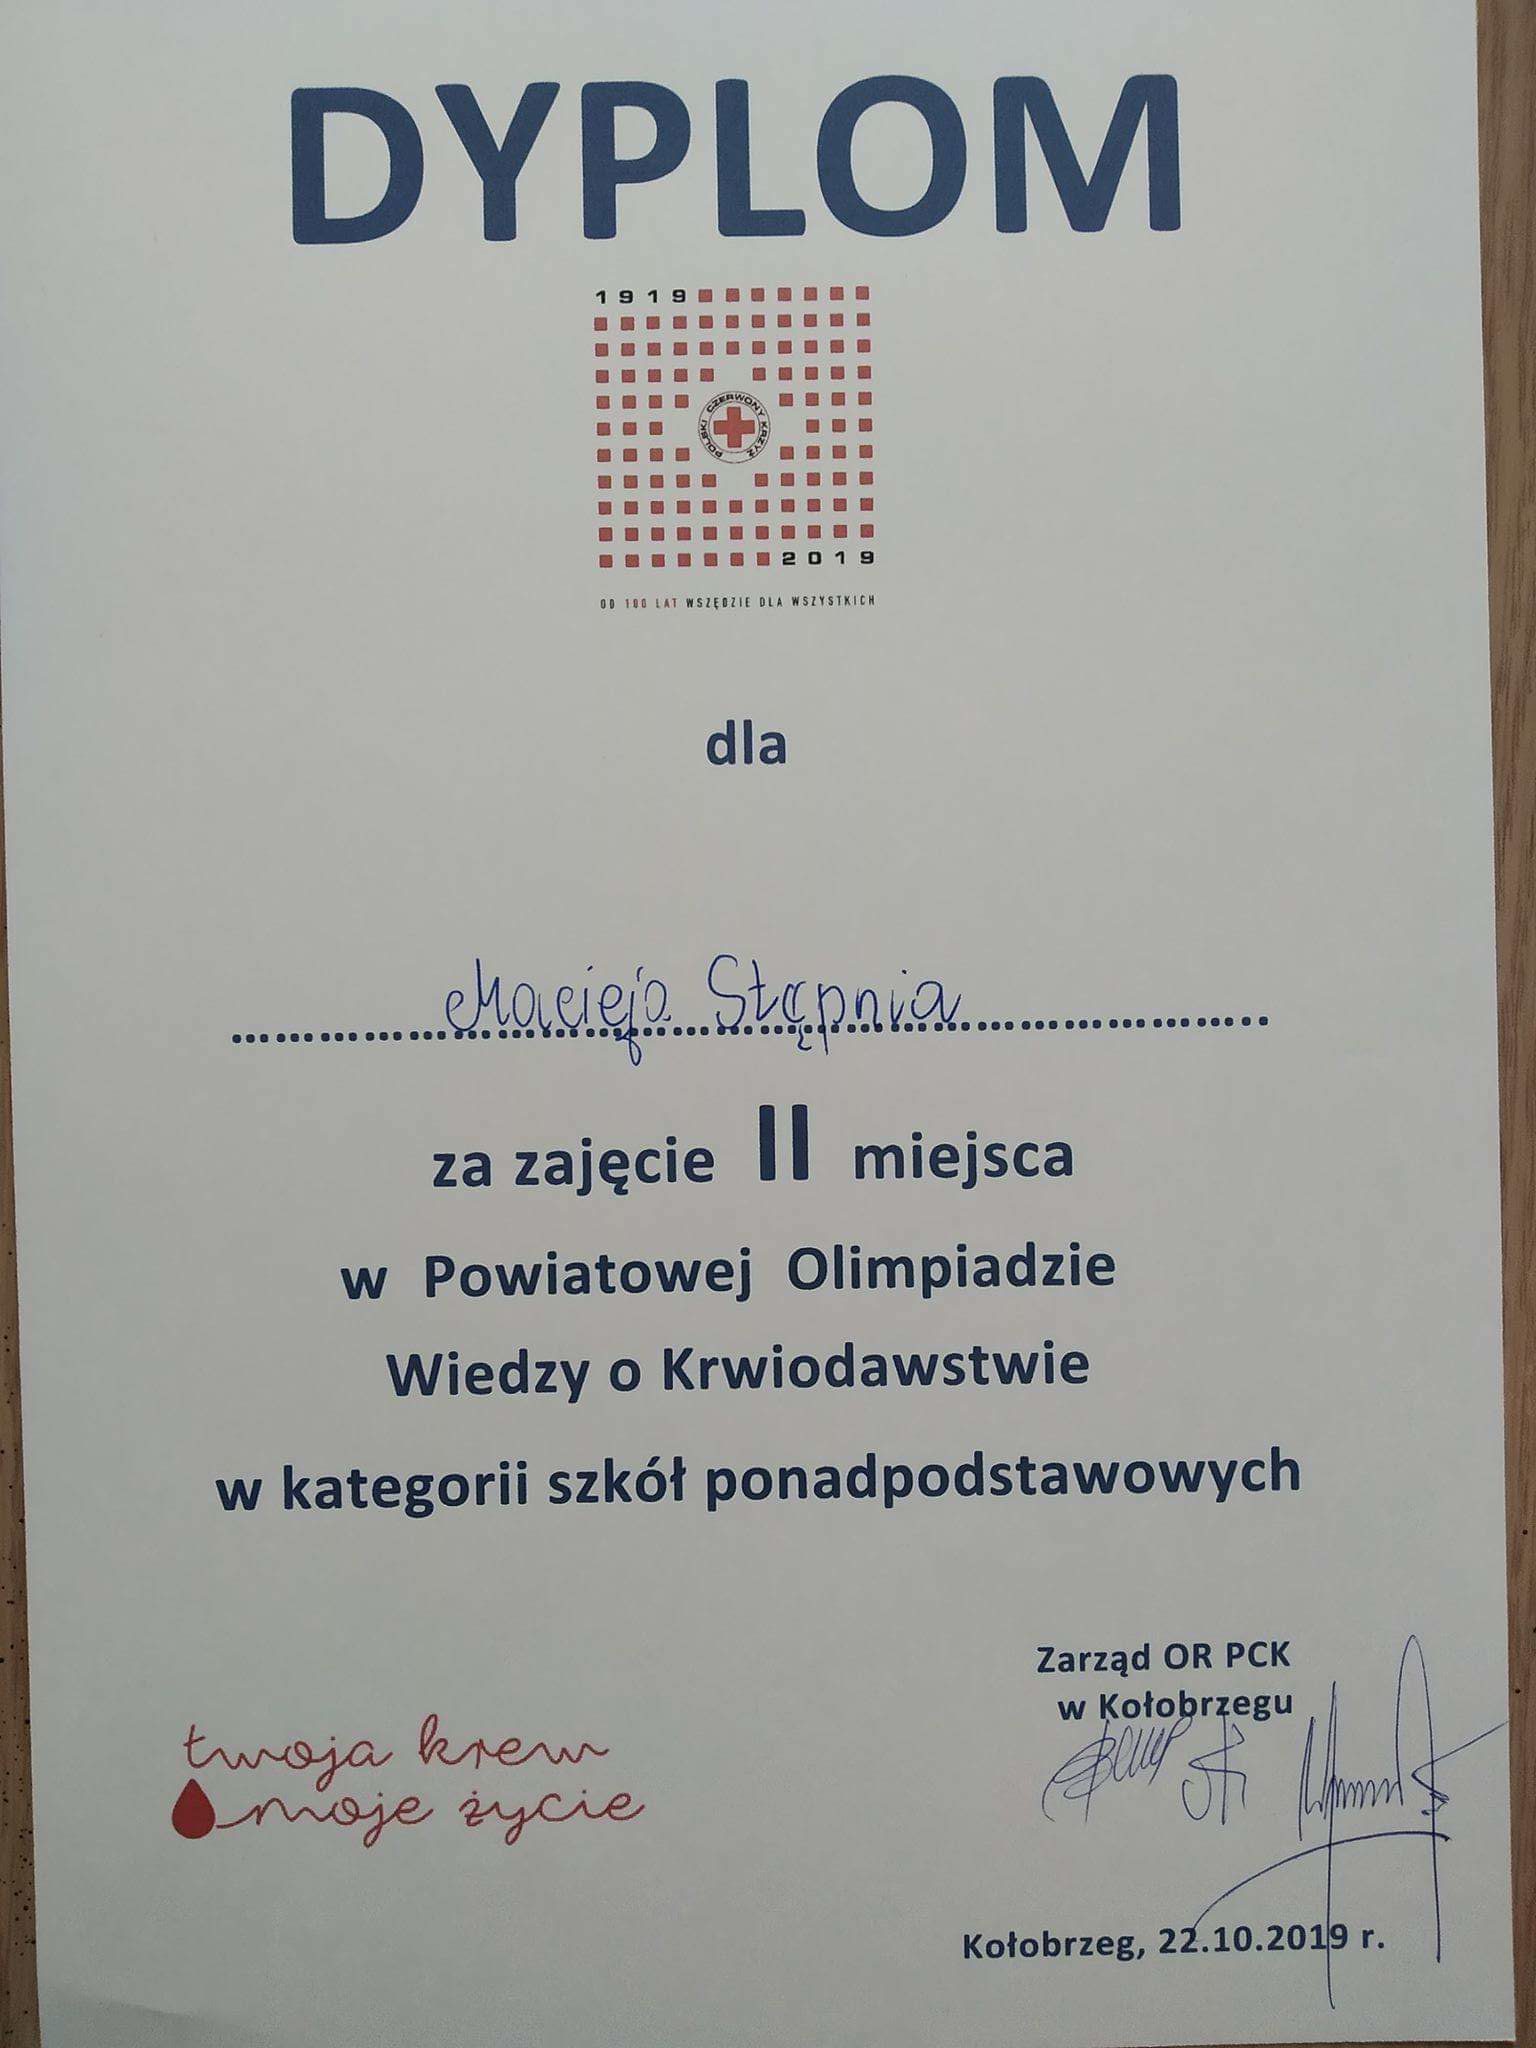 DYPLOM
1919
POLSKI CZERWONY KRZYŻ
2019
OD 100 LAT WSZĘDZIE DLA WSZYSTKICH
dla
Macieja Stąpnia
za zajęcie II miejsca
w Powiatowej Olimpiadzie
Wiedzy o Krwiodawstwie
w kategorii szkół ponadpodstawowych
Zarząd OR PCK
w Kołobrzegu
twoja krew
moje życie
Kołobrzeg, 22.10.2019 r.